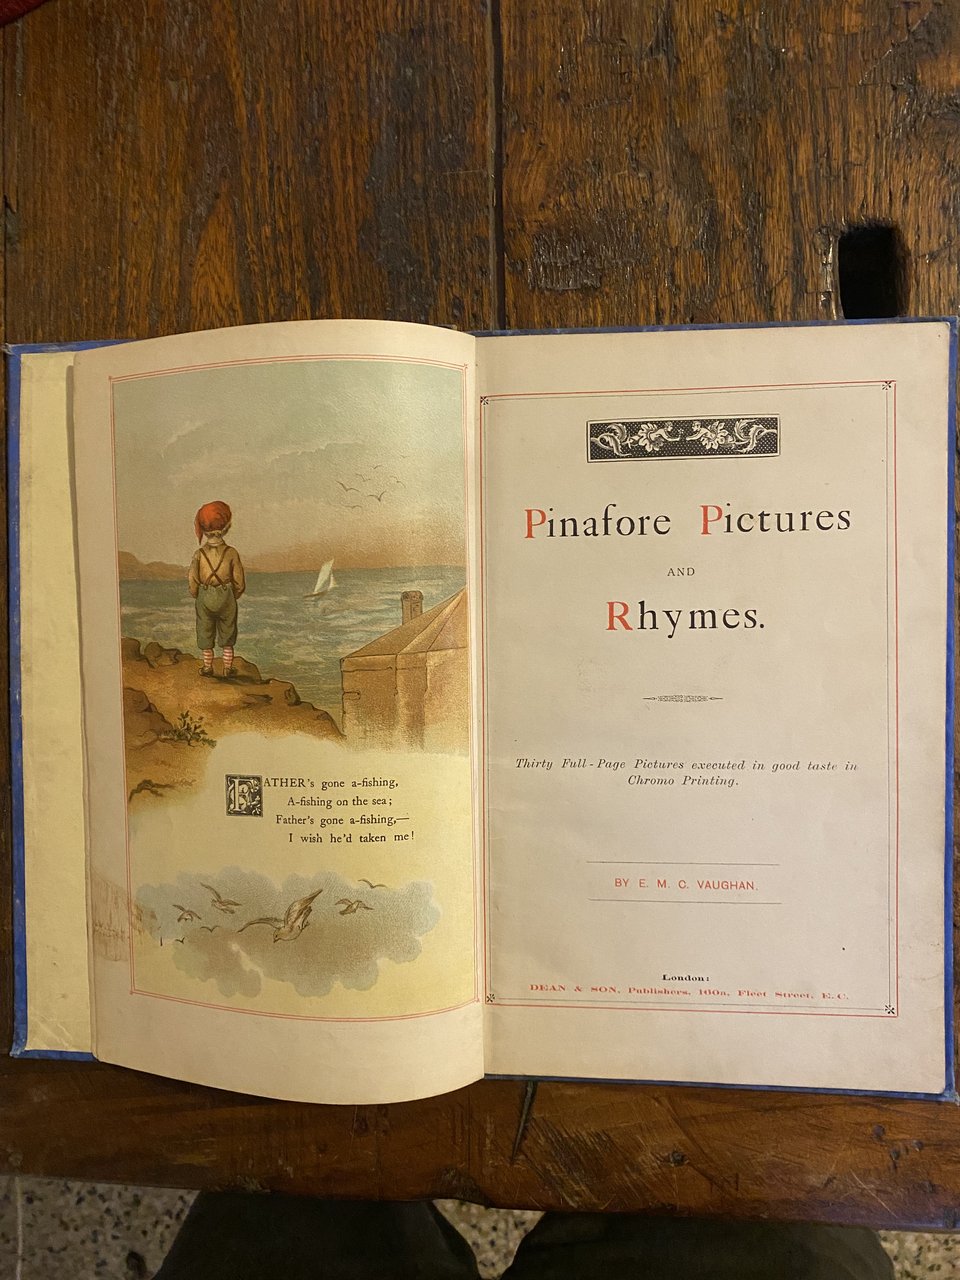 FATHER's gone a-fishing,
A-fishing on the sea;
Father's gone a-fishing,—
I wish he'd taken me!
Pinafore Pictures
AND
Rhymes.
Thirty Full-Page Pictures executed in good taste in
Chromo Printing.
BY E. M. C. VAUGHAN.
London:
DEAN & SON, Publishers, 160a, Fleet Street, E.C.